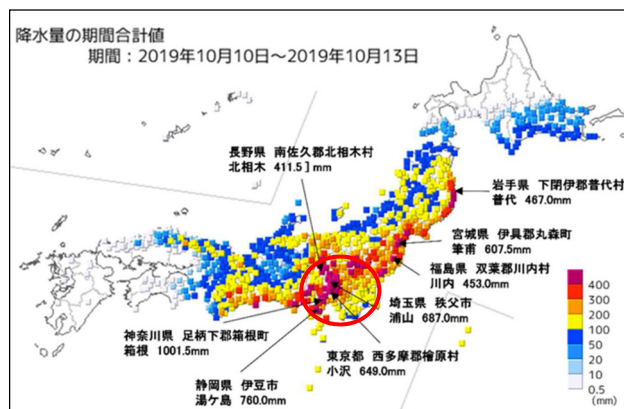 降水量の期間合計値
期間：2019年10月10日～2019年10月13日
長野県 南佐久郡北相木村
北相木 411.5］mm
岩手県 下閉伊郡普代村
普代 467.0mm
宮城県 伊具郡丸森町
筆甫 607.5mm
福島県 双葉郡川内村
川内 453.0mm
埼玉県 秩父市
浦山 687.0mm
神奈川県 足柄下郡箱根町
箱根 1001.5mm
東京都 西多摩郡檜原村
小沢 649.0mm
静岡県 伊豆市
湯ケ島 760.0mm
400
300
200
100
50
20
10
0.5
(mm)